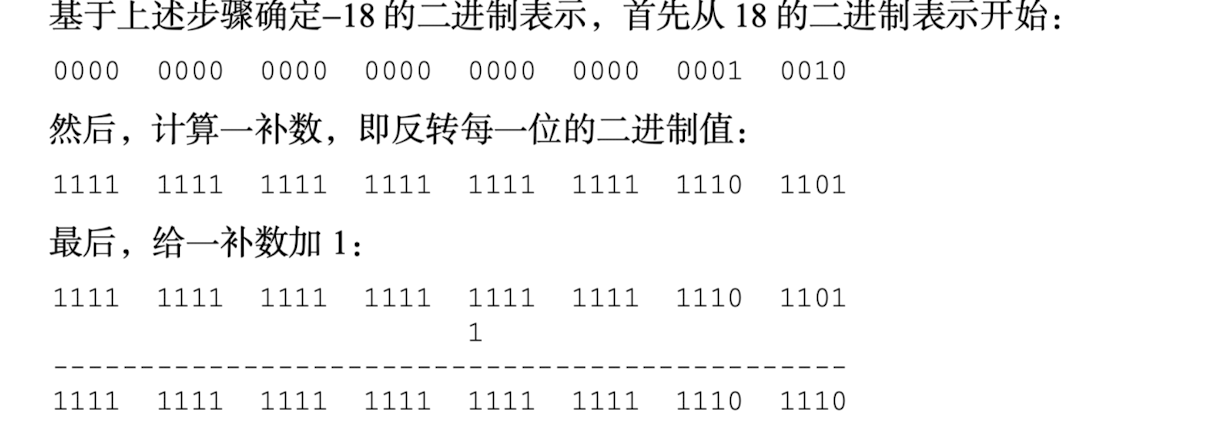 基于上述步骤确定–18 的二进制表示，首先从 18 的二进制表示开始：
0000 0000 0000 0000 0000 0000 0001 0010
然后，计算一补数，即反转每一位的二进制值：
1111 1111 1111 1111 1111 1111 1110 1101
最后，给一补数加 1：
1111 1111 1111 1111 1111 1111 1110 1101
1
----------------------------------------------
1111 1111 1111 1111 1111 1111 1110 1110